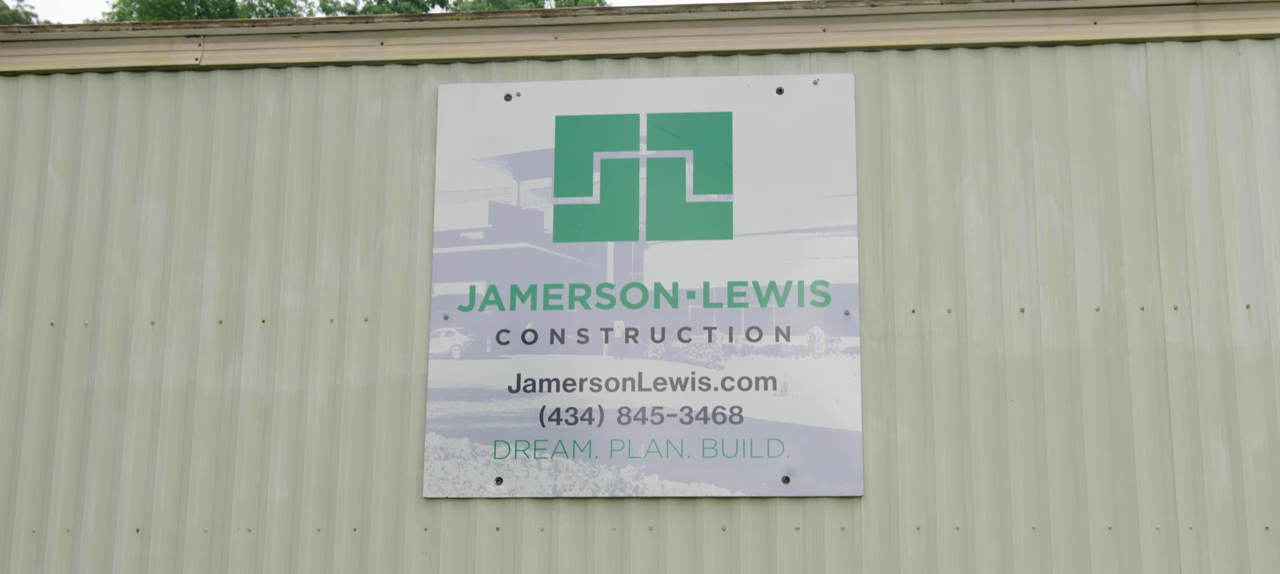 JAMERSON▪LEWIS
CONSTRUCTION
JamersonLewis.com
(434) 845-3468
DREAM. PLAN. BUILD.